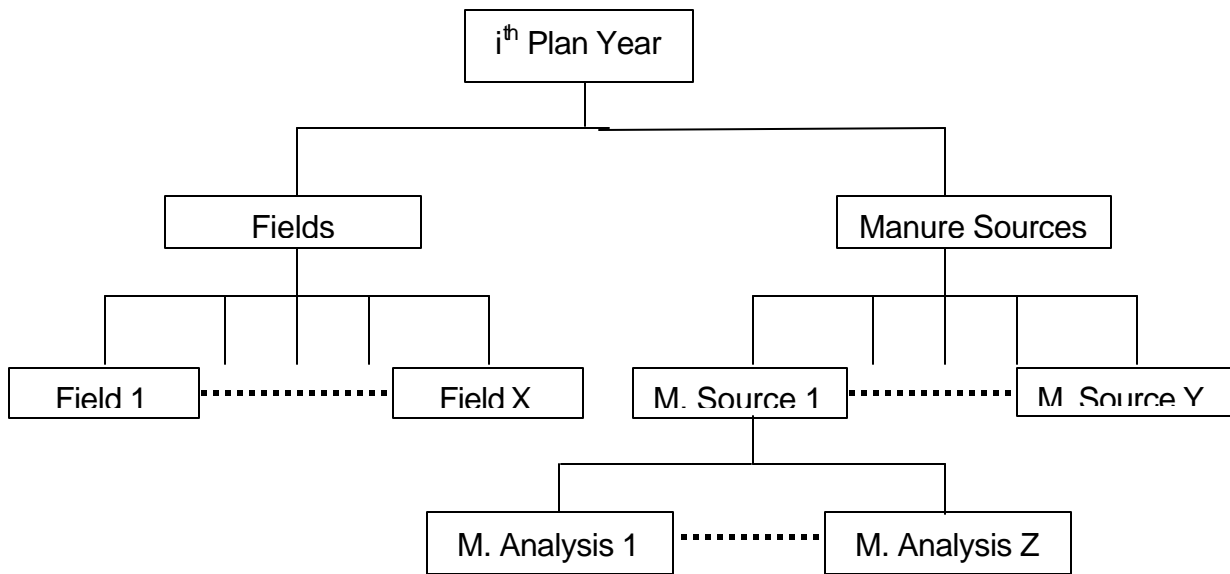 iᵗʰ Plan Year
Fields
Manure Sources
Field 1
Field X
M. Source 1
M. Source Y
M. Analysis 1
M. Analysis Z